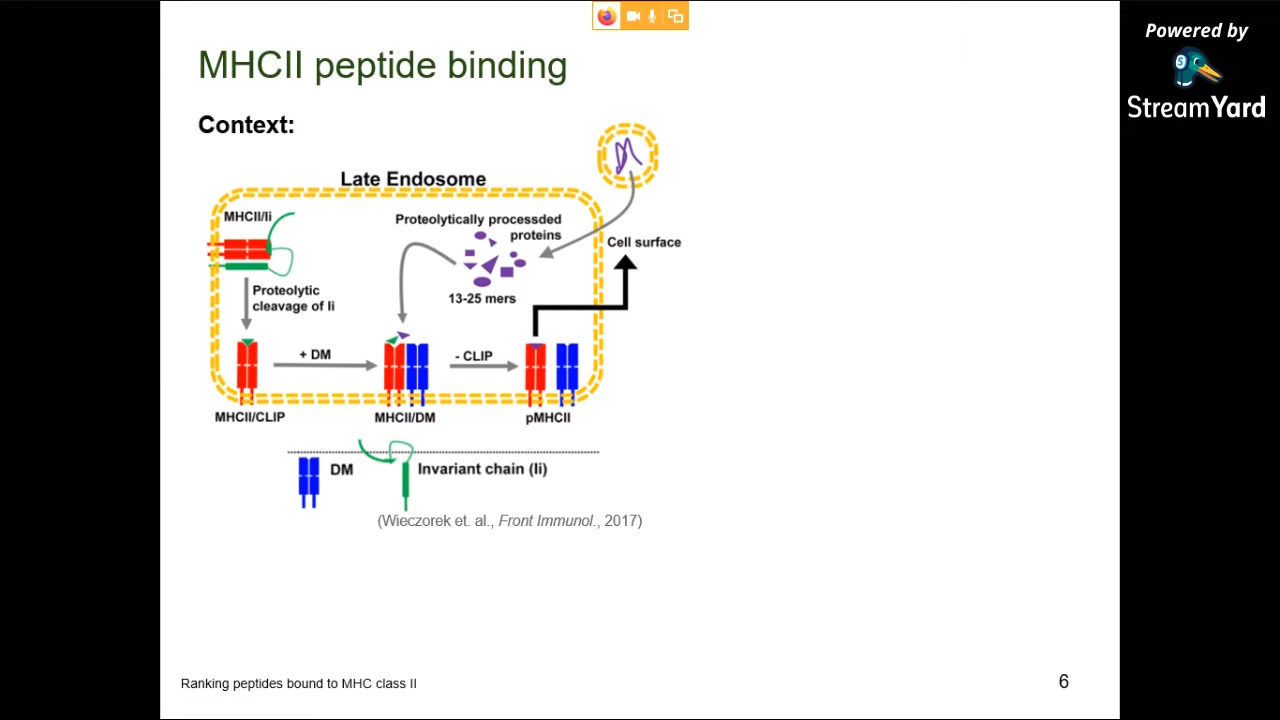 Powered by
StreamYard
MHCII peptide binding
Context:
Late Endosome
MHCII/Ii
Proteolytically processded
proteins
Cell surface
Proteolytic
cleavage of Ii
13-25 mers
+ DM
- CLIP
MHCII/CLIP
MHCII/DM
pMHCII
DM
Invariant chain (Ii)
(Wieczorek et. al., Front Immunol., 2017)
Ranking peptides bound to MHC class II
6